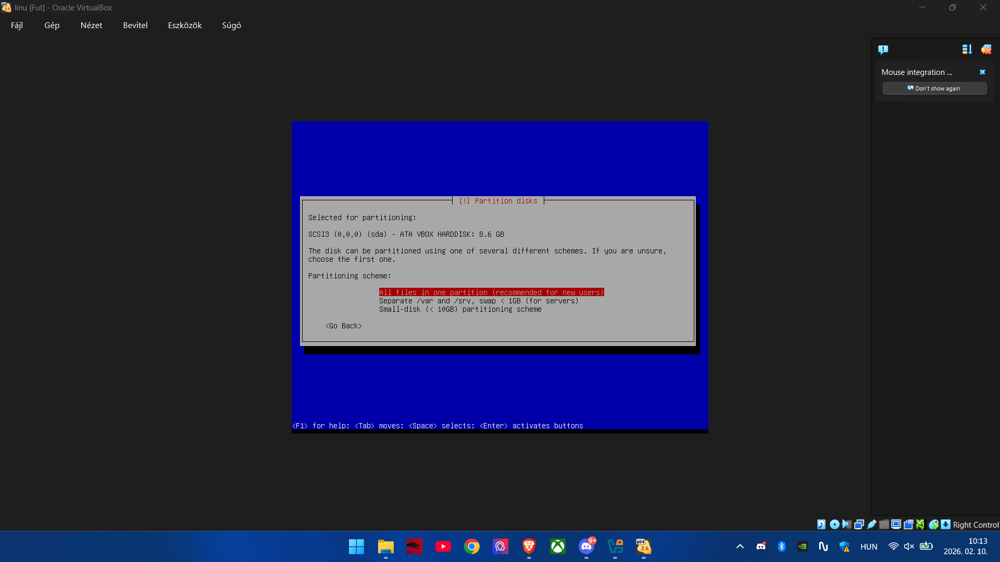 linu [Fut] - Oracle VirtualBox
Fájl Gép Nézet Bevitel Eszközök Súgó
Mouse integration ...
Don't show again
[!] Partition disks
Selected for partitioning:
SCSI3 (0,0,0) (sda) - ATA VBOX HARDDISK: 8.6 GB
The disk can be partitioned using one of several different schemes. If you are unsure,
choose the first one.
Partitioning scheme:
All files in one partition (recommended for new users)
Separate /var and /srv, swap < 1GB (for servers)
Small-disk (< 10GB) partitioning scheme
<Go Back>
<F1> for help; <Tab> moves; <Space> selects; <Enter> activates buttons
Right Control
x64
2.6
9+
HUN
10:13
2026. 02. 10.